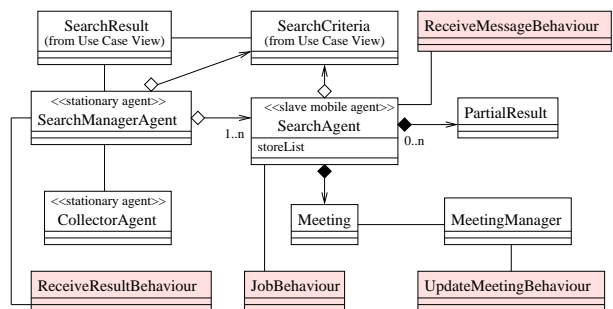 SearchResult
(from Use Case View)
SearchCriteria
(from Use Case View)
ReceiveMessageBehaviour
<<stationary agent>>
SearchManagerAgent
1..n
<<slave mobile agent>>
SearchAgent
storeList
0..n
PartialResult
<<stationary agent>>
CollectorAgent
Meeting
MeetingManager
ReceiveResultBehaviour
JobBehaviour
UpdateMeetingBehaviour